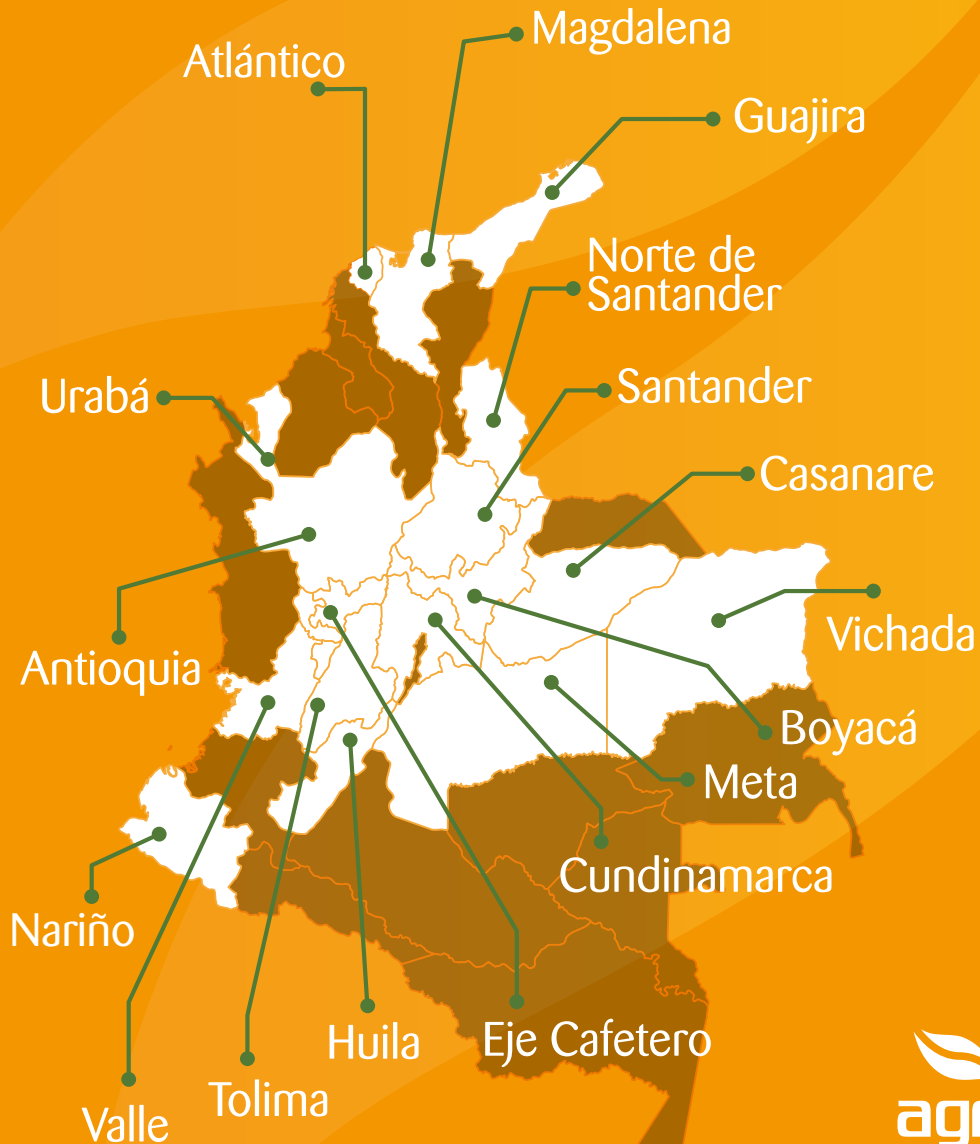 Magdalena
Atlántico
Guajira
Norte de
Santander
Urabá
Santander
Casanare
Vichada
Antioquia
Boyacá
Meta
Cundinamarca
Nariño
Huila
Eje Cafetero
Tolima
Valle